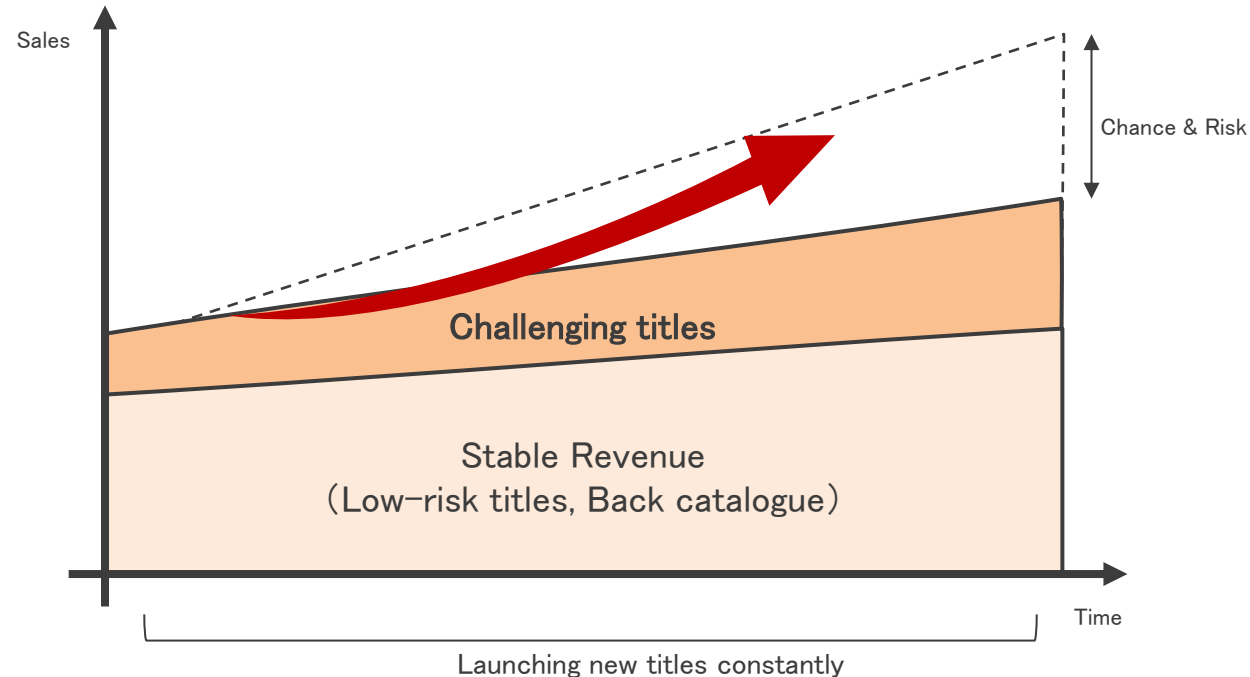 Sales
Chance & Risk
Challenging titles
Stable Revenue
（Low-risk titles, Back catalogue）
Time
Launching new titles constantly